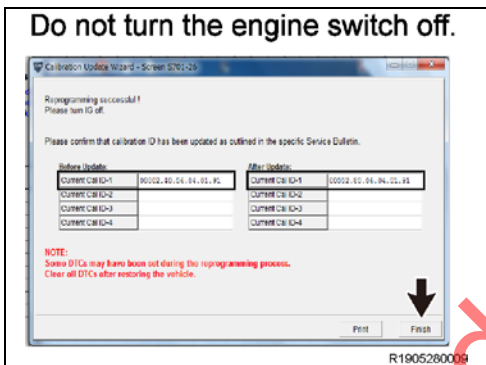 Do not turn the engine switch off.
Calibration Update Wizard - Screen S701-26
Reprogramming successful!
Please turn IG off.
Please confirm that calibration ID has been updated as outlined in the specific Service Bulletin.
Before Update: After Update:
Current Cal ID-1 Current Cal ID-1
Current Cal ID-2 Current Cal ID-2
Current Cal ID-3 Current Cal ID-3
Current Cal ID-4 Current Cal ID-4
NOTE:
Some DTCs may have been set during the reprogramming process.
Clear all DTCs after restoring the vehicle.
Print Finish
R1905280009